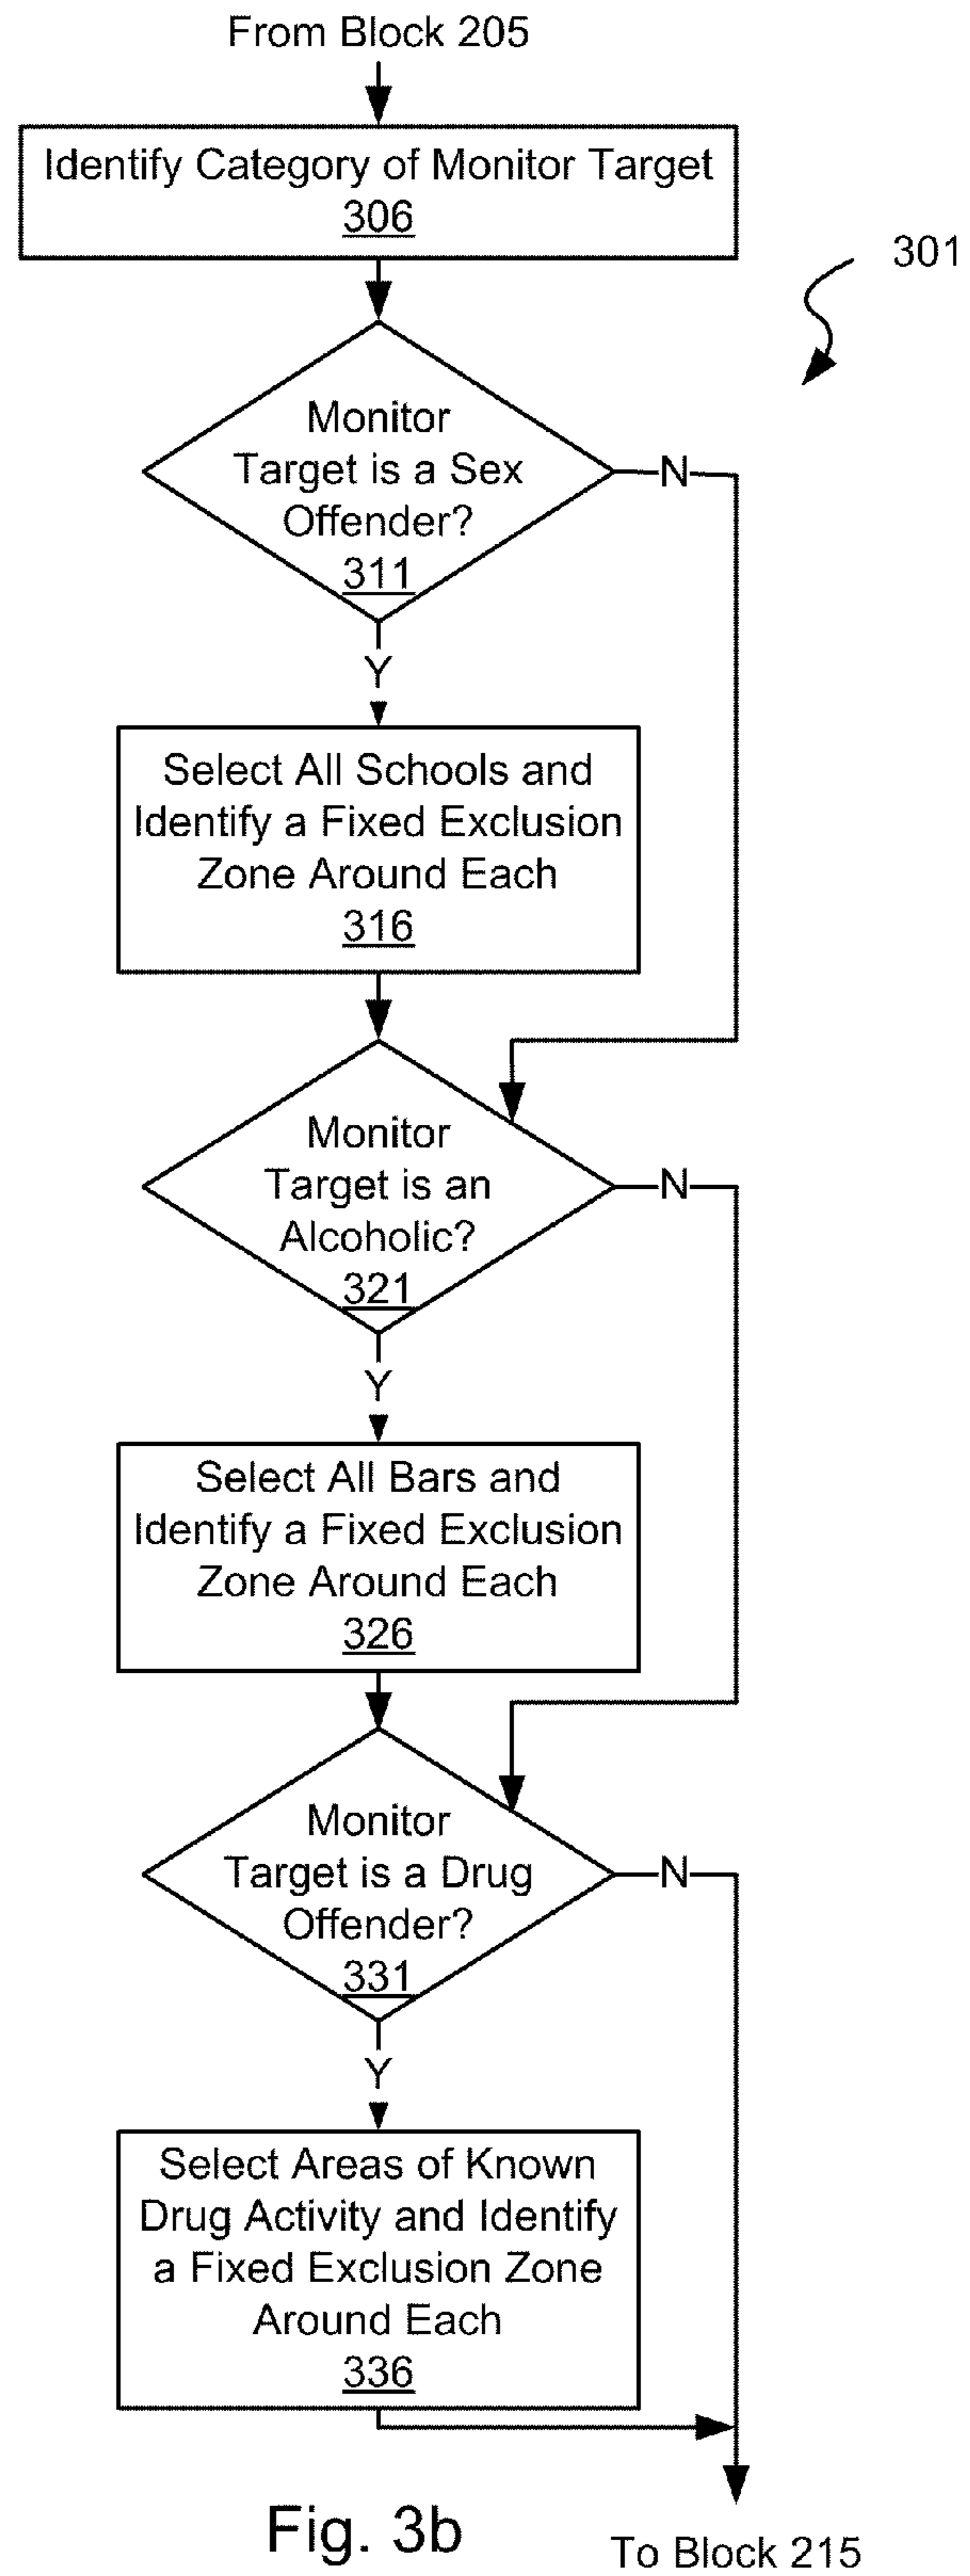 From Block 205
Identify Category of Monitor Target
306
301
Monitor
Target is a Sex
Offender?
311
N
Y
Select All Schools and
Identify a Fixed Exclusion
Zone Around Each
316
Monitor
Target is an
Alcoholic?
321
N
Y
Select All Bars and
Identify a Fixed Exclusion
Zone Around Each
326
Monitor
Target is a Drug
Offender?
331
N
Y
Select Areas of Known
Drug Activity and Identify
a Fixed Exclusion Zone
Around Each
336
Fig. 3b
To Block 215